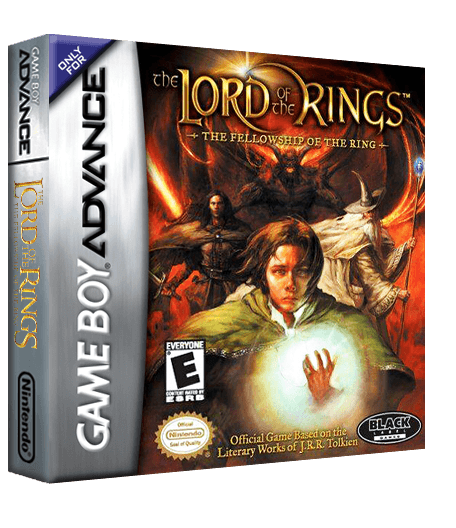 GAME BOY
ADVANCE
THE
LORD OF
THE RINGS
Nintendo
ONLY
FOR
GAME BOY ADVANCE
THE LORD OF
THE RINGS™
THE FELLOWSHIP OF THE RING
EVERYONE
E
CONTENT RATED BY
ESRB
Official
Nintendo
Seal of Quality
Official Game Based on the
Literary Works of J.R.R. Tolkien
BLACK
LABEL
GAMES